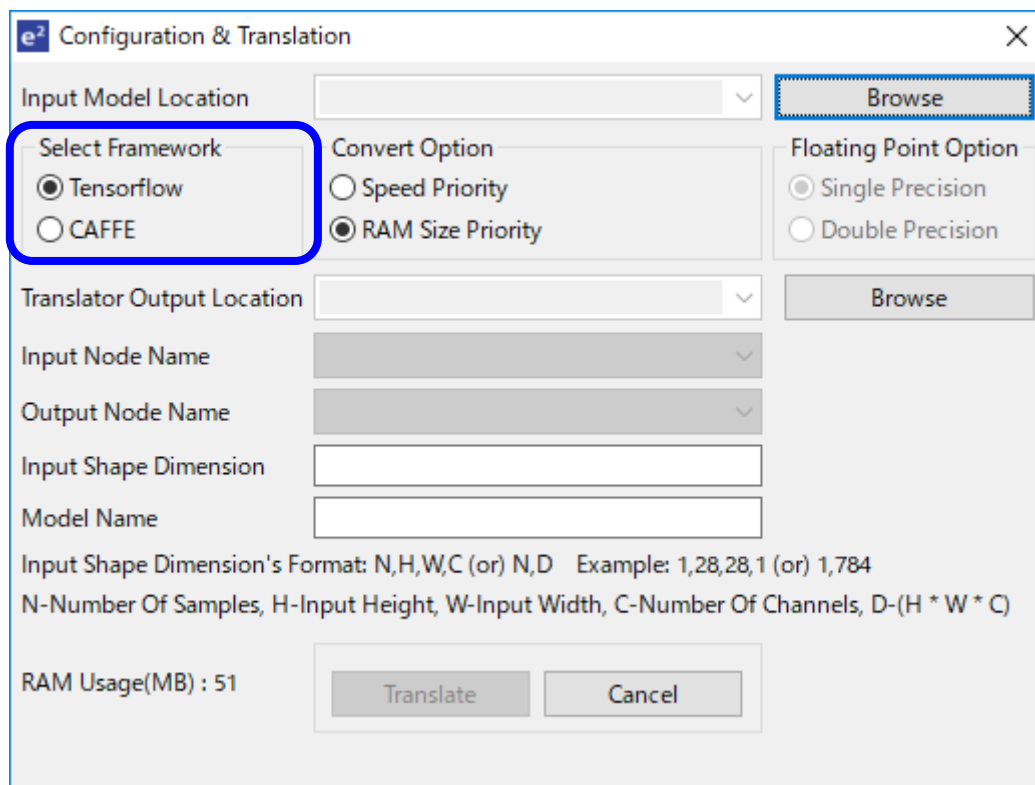 e² Configuration & Translation
Input Model Location
Browse
Select Framework
Tensorflow
CAFFE
Convert Option
Speed Priority
RAM Size Priority
Floating Point Option
Single Precision
Double Precision
Translator Output Location
Browse
Input Node Name
Output Node Name
Input Shape Dimension
Model Name
Input Shape Dimension's Format: N,H,W,C (or) N,D Example: 1,28,28,1 (or) 1,784
N-Number Of Samples, H-Input Height, W-Input Width, C-Number Of Channels, D-(H * W * C)
RAM Usage(MB) : 51
Translate
Cancel